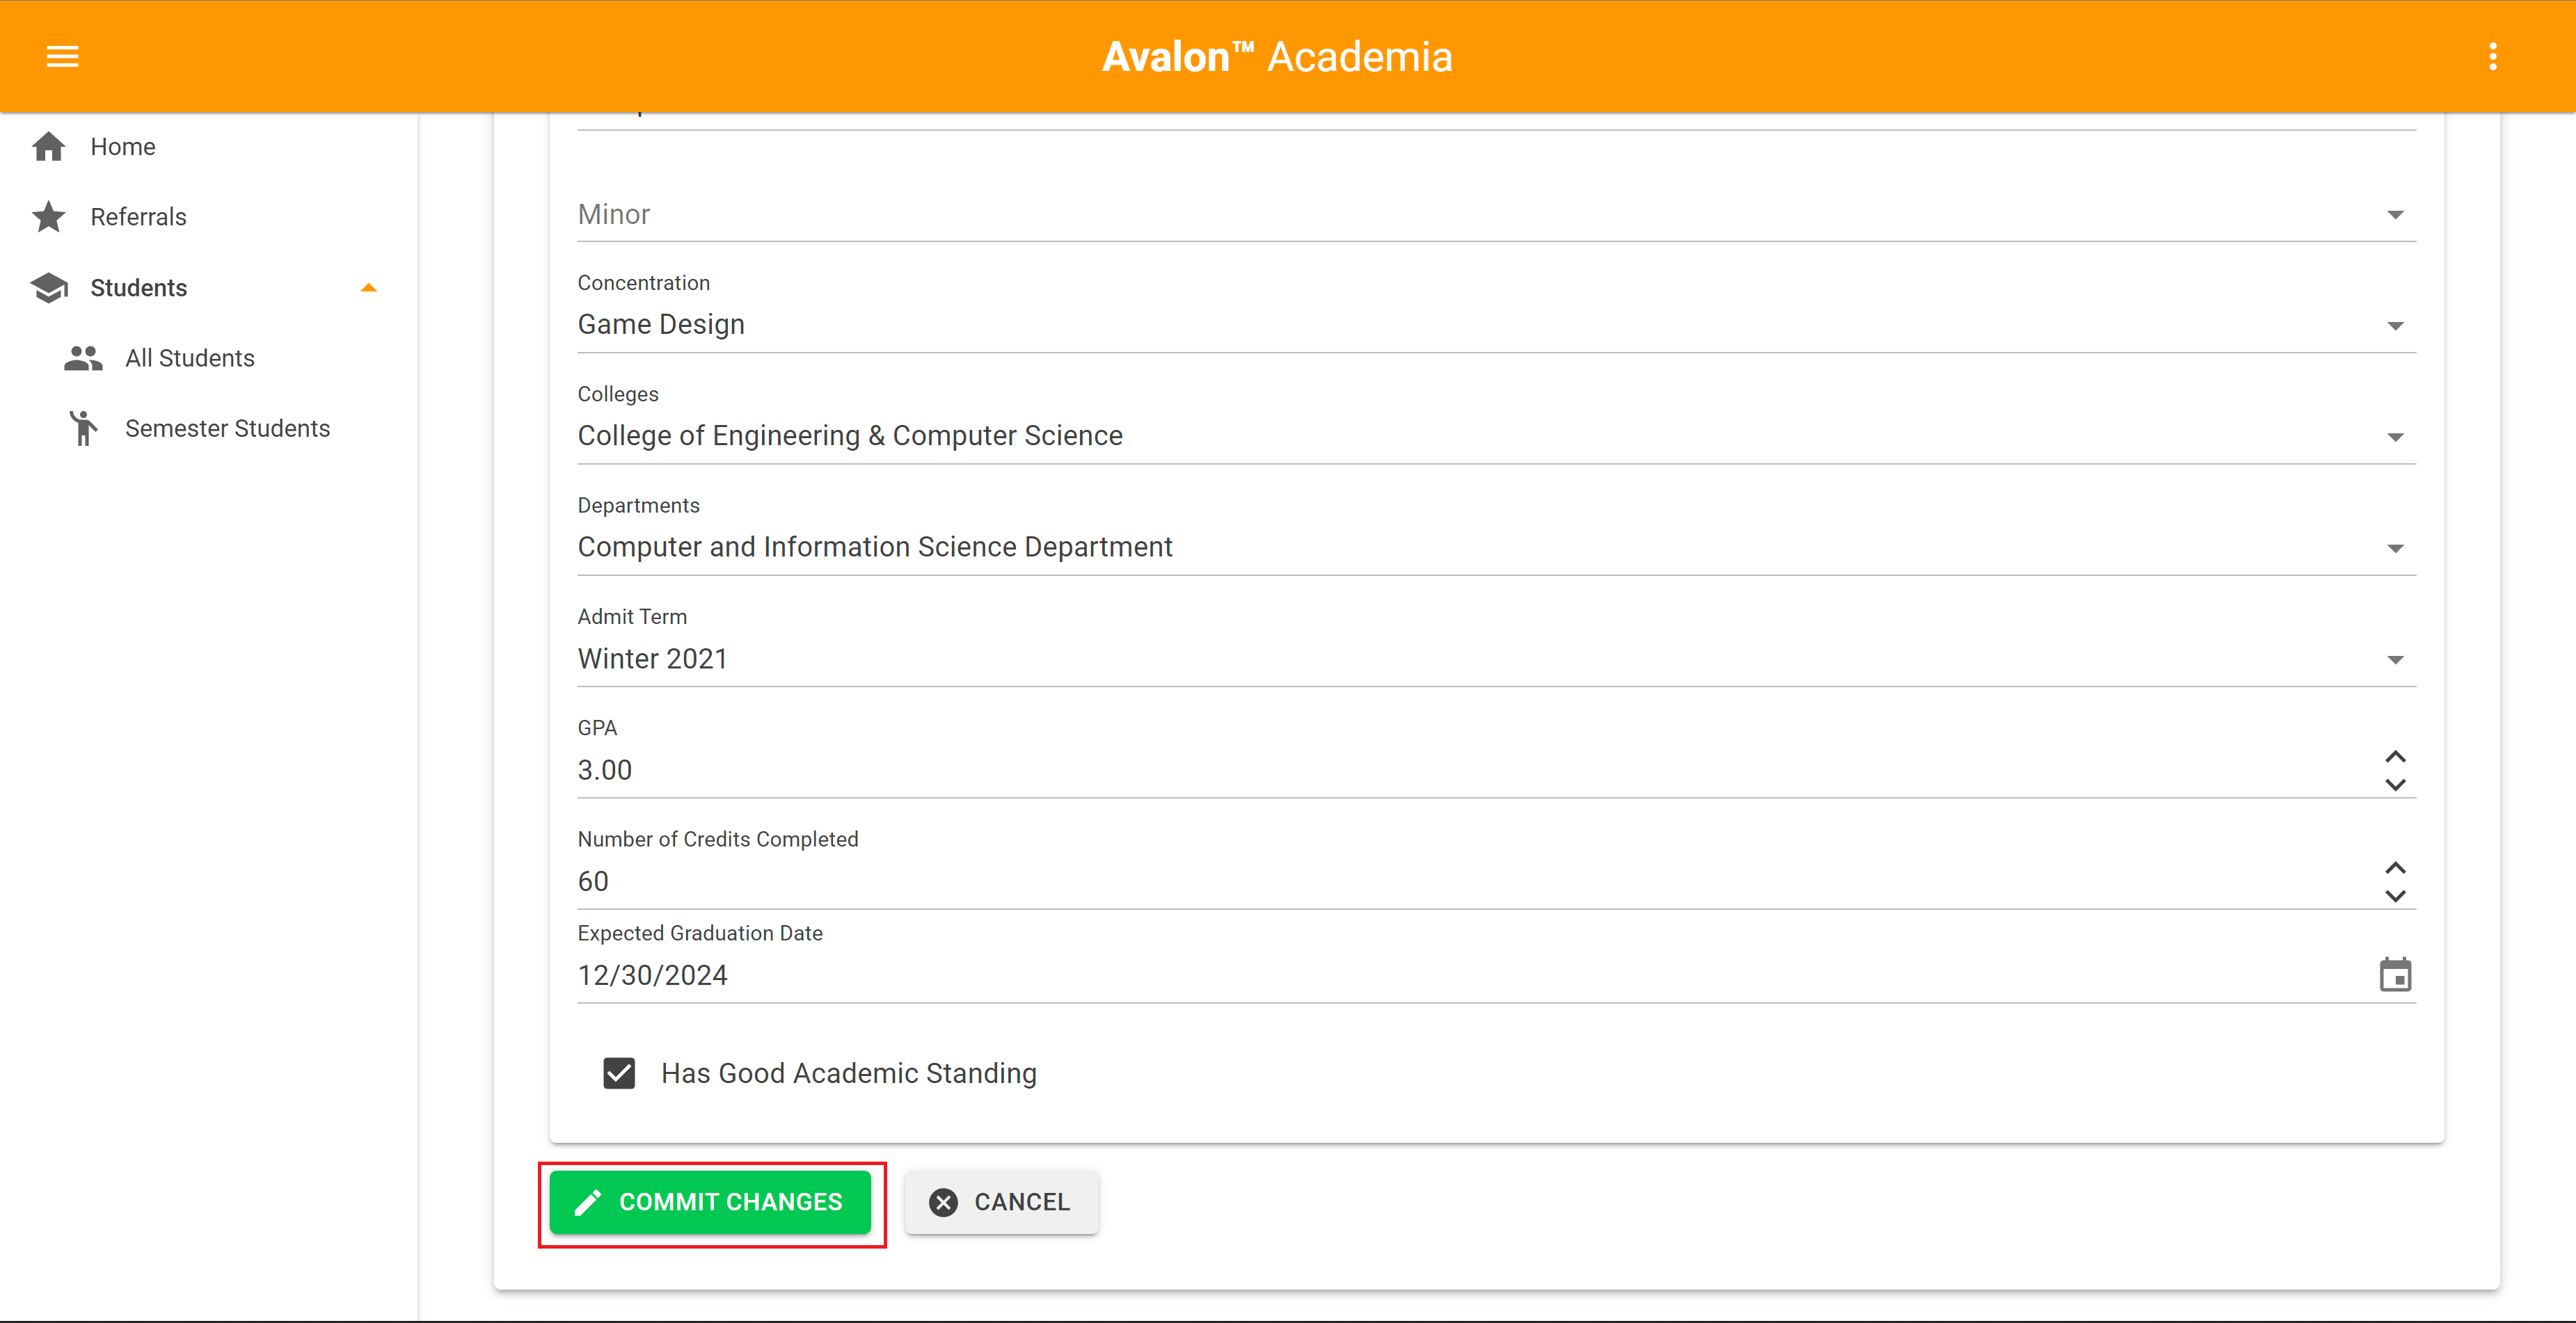 Avalon™ Academia
Home
Referrals
Students
All Students
Semester Students
Minor
Concentration
Game Design
Colleges
College of Engineering & Computer Science
Departments
Computer and Information Science Department
Admit Term
Winter 2021
GPA
3.00
Number of Credits Completed
60
Expected Graduation Date
12/30/2024
Has Good Academic Standing
COMMIT CHANGES
CANCEL